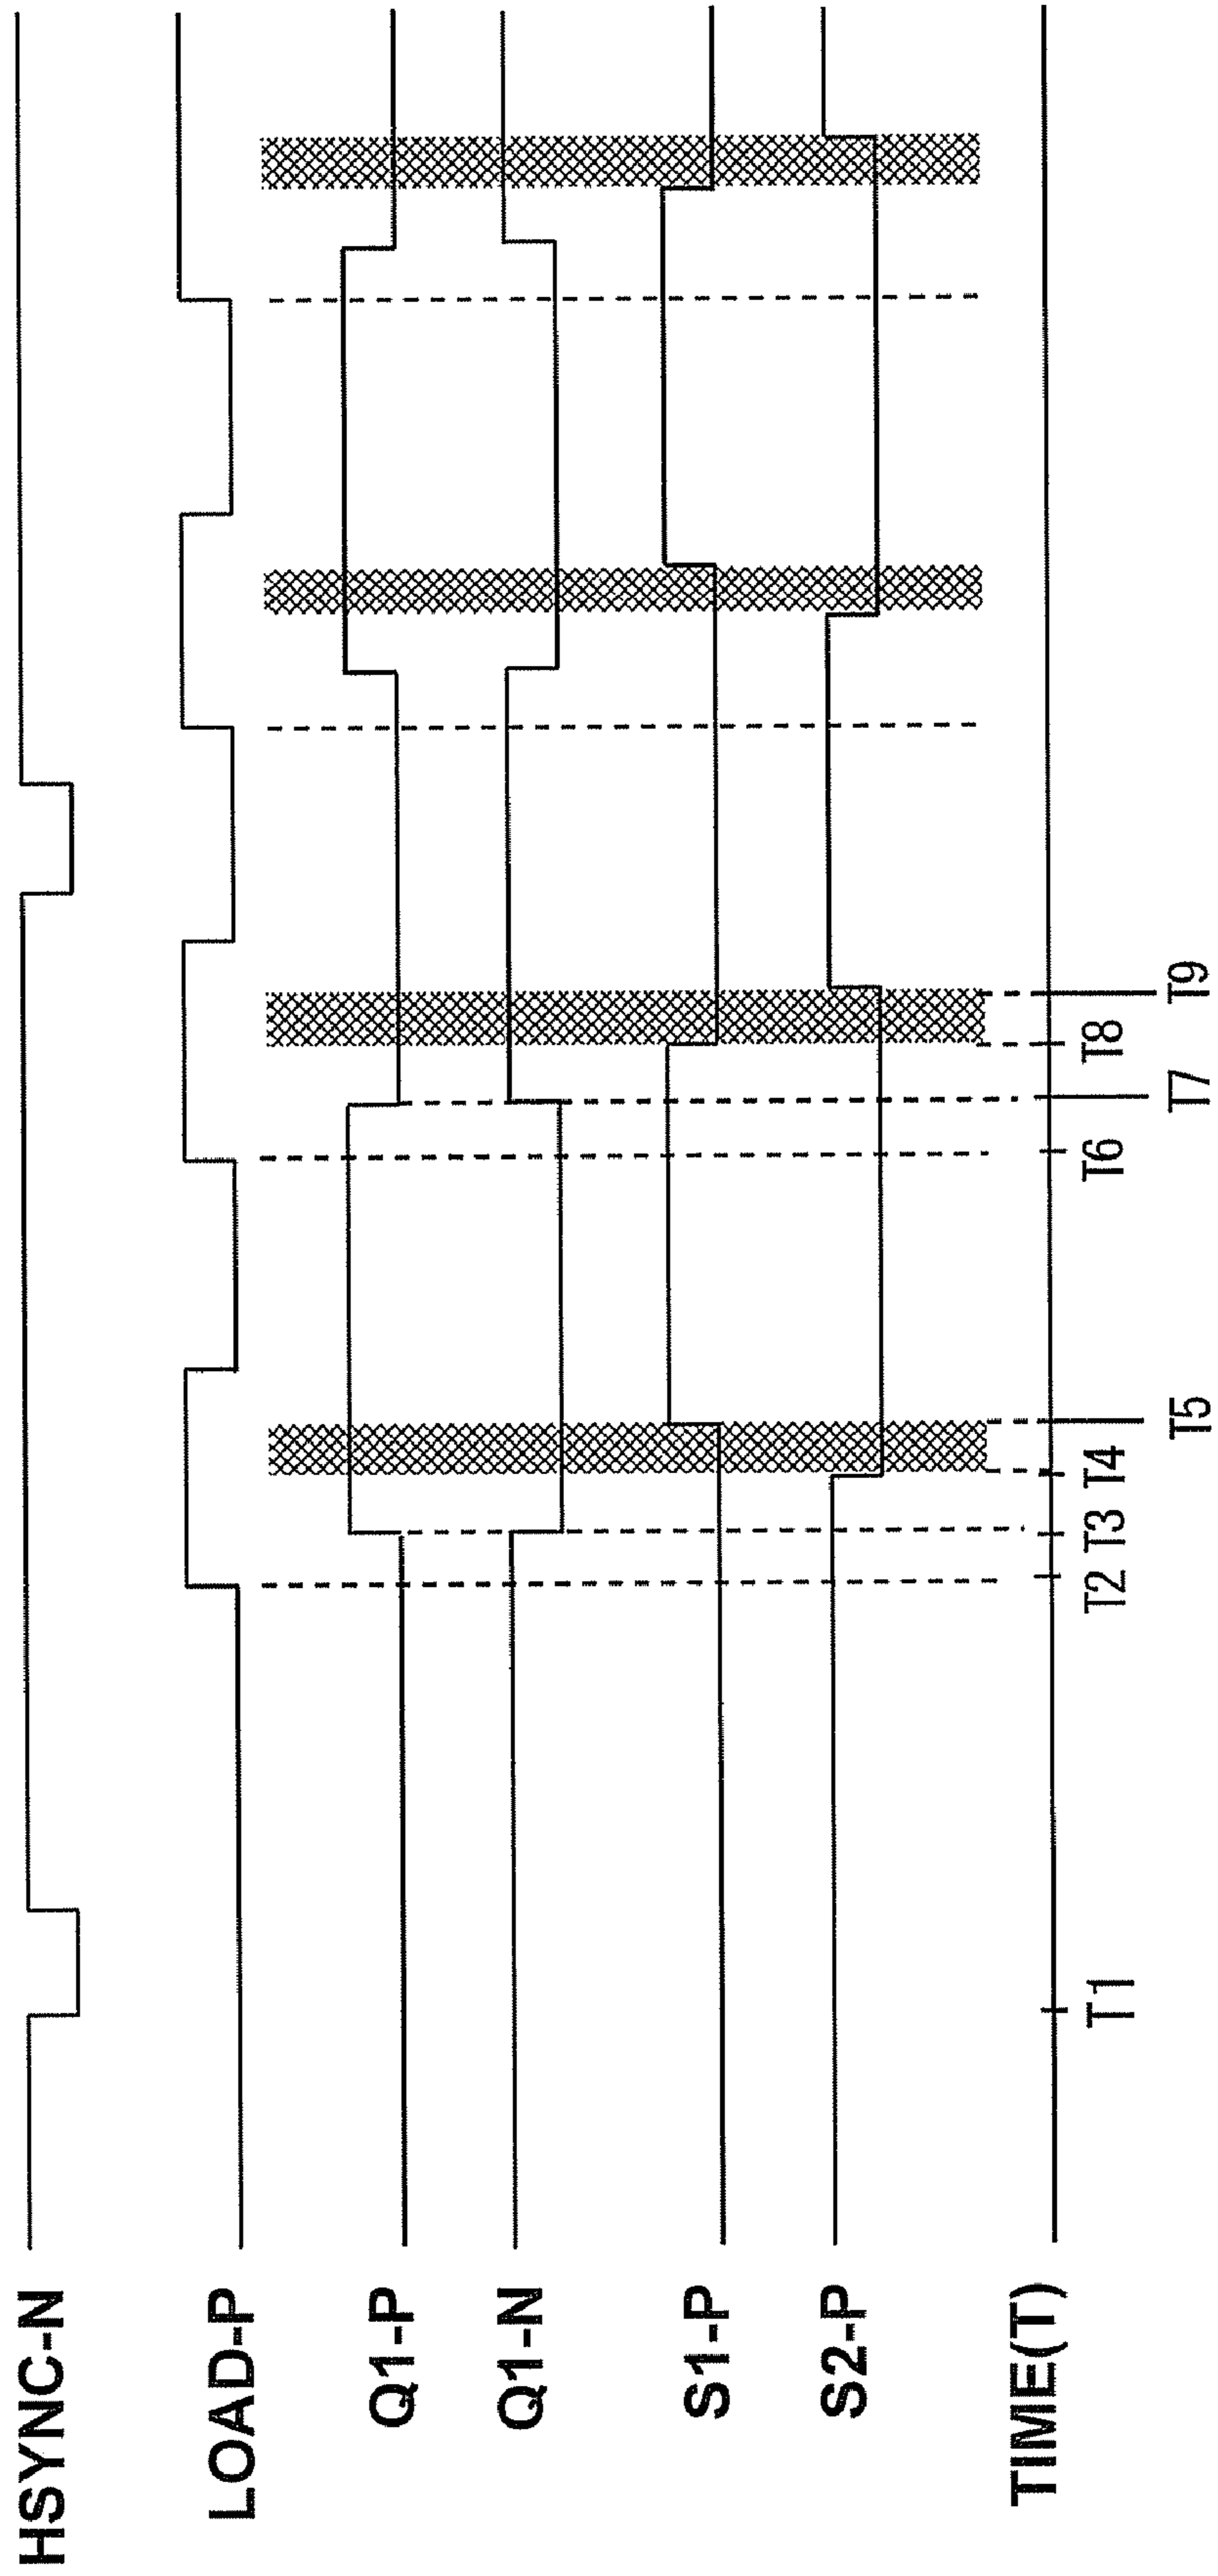 HSYNC-N
LOAD-P
Q1-P
Q1-N
S1-P
S2-P
TIME(T)
T1
T2 T3 T4 T5 T6 T7 T8 T9